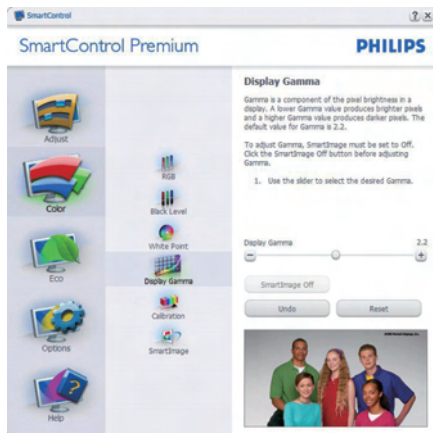 SmartControl
SmartControl Premium
PHILIPS
Adjust
Color
Eco
Options
Help
RGB
Black Level
White Point
Display Gamma
Calibration
SmartImage
Display Gamma
Gamma is a component of the pixel brightness in a
display. A lower Gamma value produces brighter pixels
and a higher Gamma value produces darker pixels. The
default value for Gamma is 2.2.
To adjust Gamma, SmartImage must be set to Off.
Click the SmartImage Off button before adjusting
Gamma.
1. Use the slider to select the desired Gamma.
Display Gamma 2.2
SmartImage Off
Undo Reset